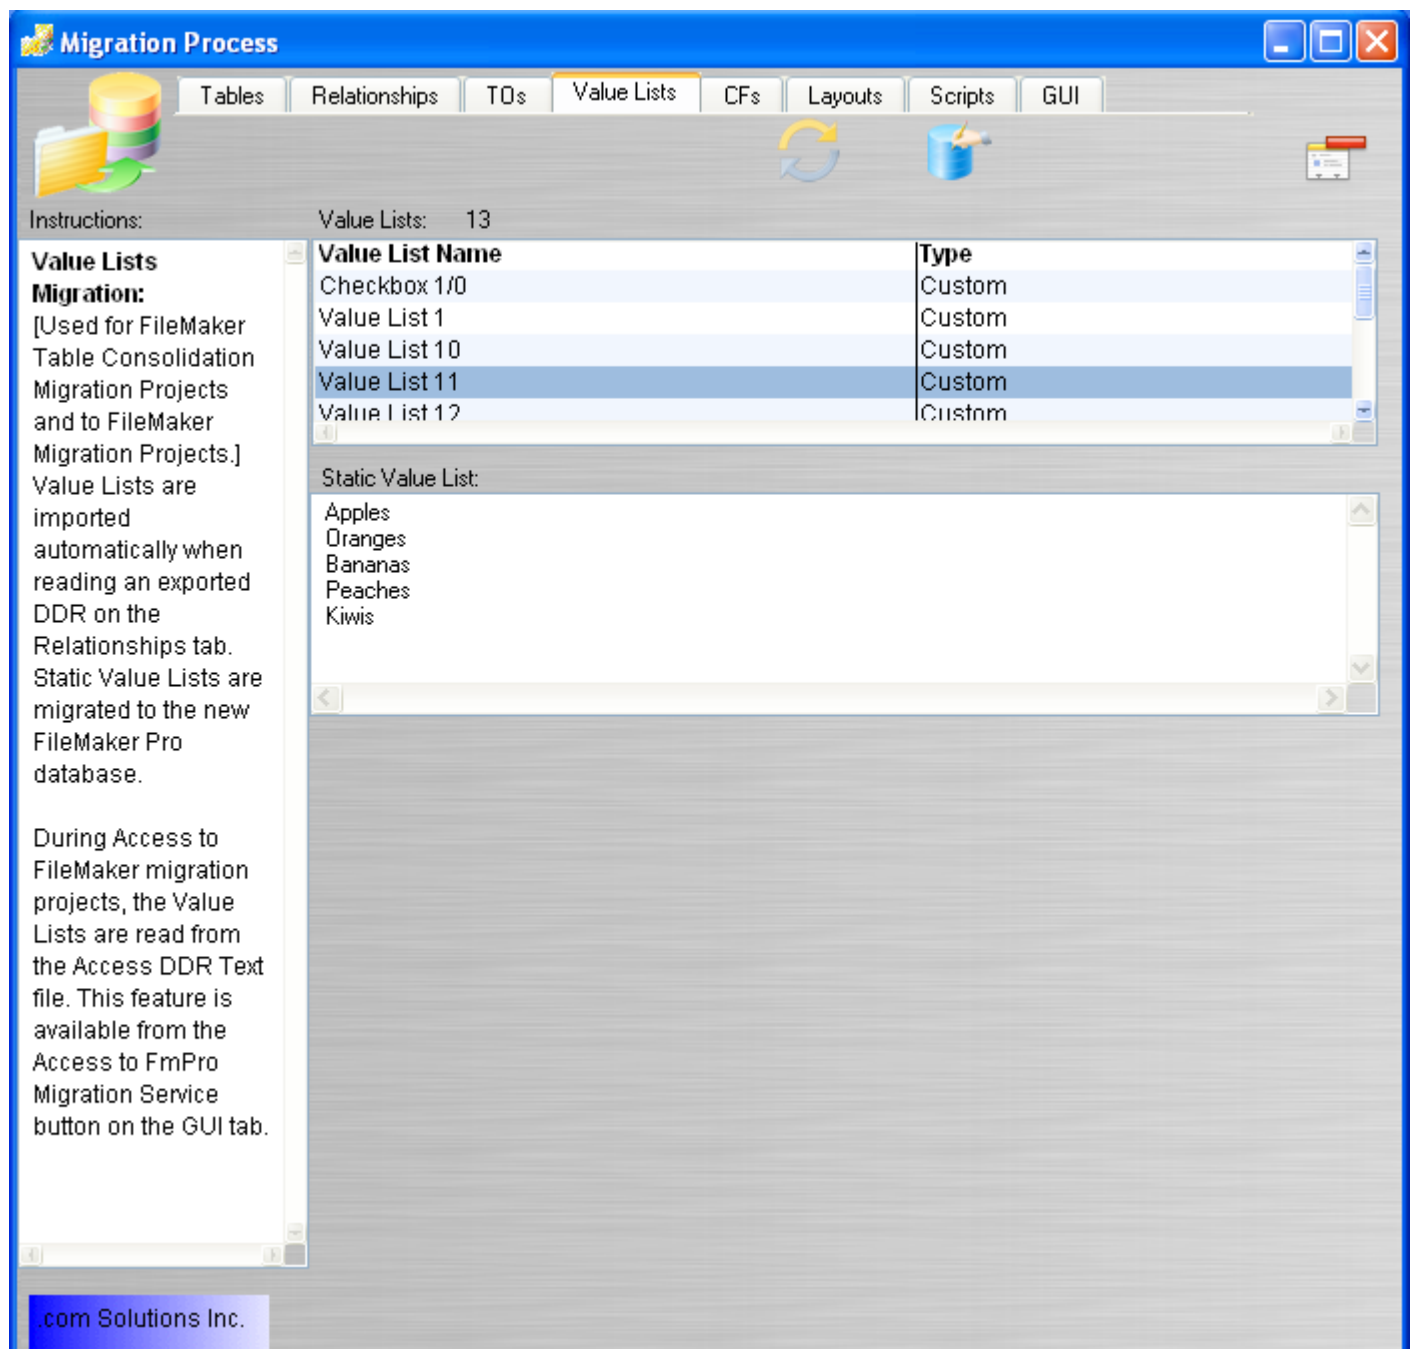 Migration Process
Tables Relationships TOs Value Lists CFs Layouts Scripts GUI
Instructions:
Value Lists: 13
Value Lists
Migration:
[Used for FileMaker
Table Consolidation
Migration Projects
and to FileMaker
Migration Projects.]
Value Lists are
imported
automatically when
reading an exported
DDR on the
Relationships tab.
Static Value Lists are
migrated to the new
FileMaker Pro
database.
During Access to
FileMaker migration
projects, the Value
Lists are read from
the Access DDR Text
file. This feature is
available from the
Access to FmPro
Migration Service
button on the GUI tab.
Value List Name Type
Checkbox 1/0 Custom
Value List 1 Custom
Value List 10 Custom
Value List 11 Custom
Value List 12 Custom
Static Value List:
Apples
Oranges
Bananas
Peaches
Kiwis
.com Solutions Inc.